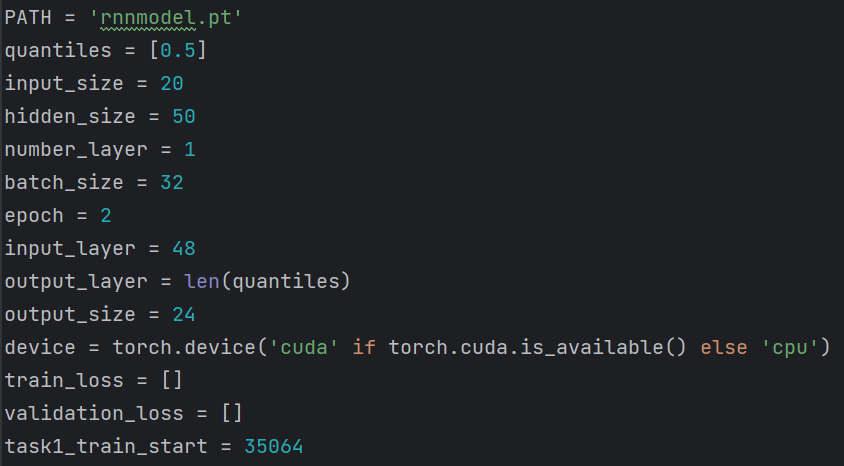 PATH = 'rnnmodel.pt'
quantiles = [0.5]
input_size = 20
hidden_size = 50
number_layer = 1
batch_size = 32
epoch = 2
input_layer = 48
output_layer = len(quantiles)
output_size = 24
device = torch.device('cuda' if torch.cuda.is_available() else 'cpu')
train_loss = []
validation_loss = []
task1_train_start = 35064